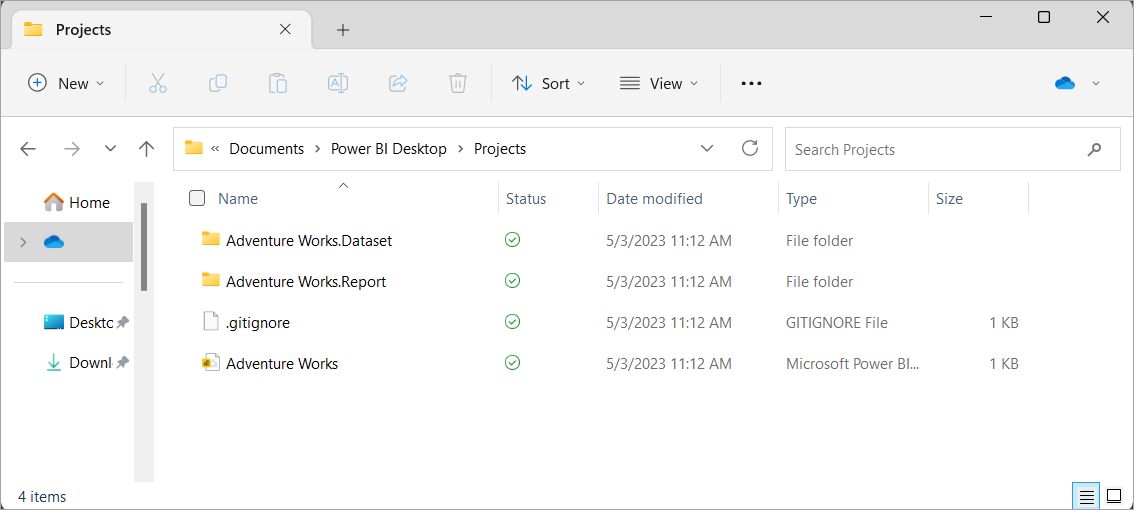 Projects
New Sort View
« Documents > Power BI Desktop > Projects
Search Projects
Home
Deskto
Downl
Name Status Date modified Type Size
Adventure Works.Dataset 5/3/2023 11:12 AM File folder
Adventure Works.Report 5/3/2023 11:12 AM File folder
.gitignore 5/3/2023 11:12 AM GITIGNORE File 1 KB
Adventure Works 5/3/2023 11:12 AM Microsoft Power BI... 1 KB
4 items